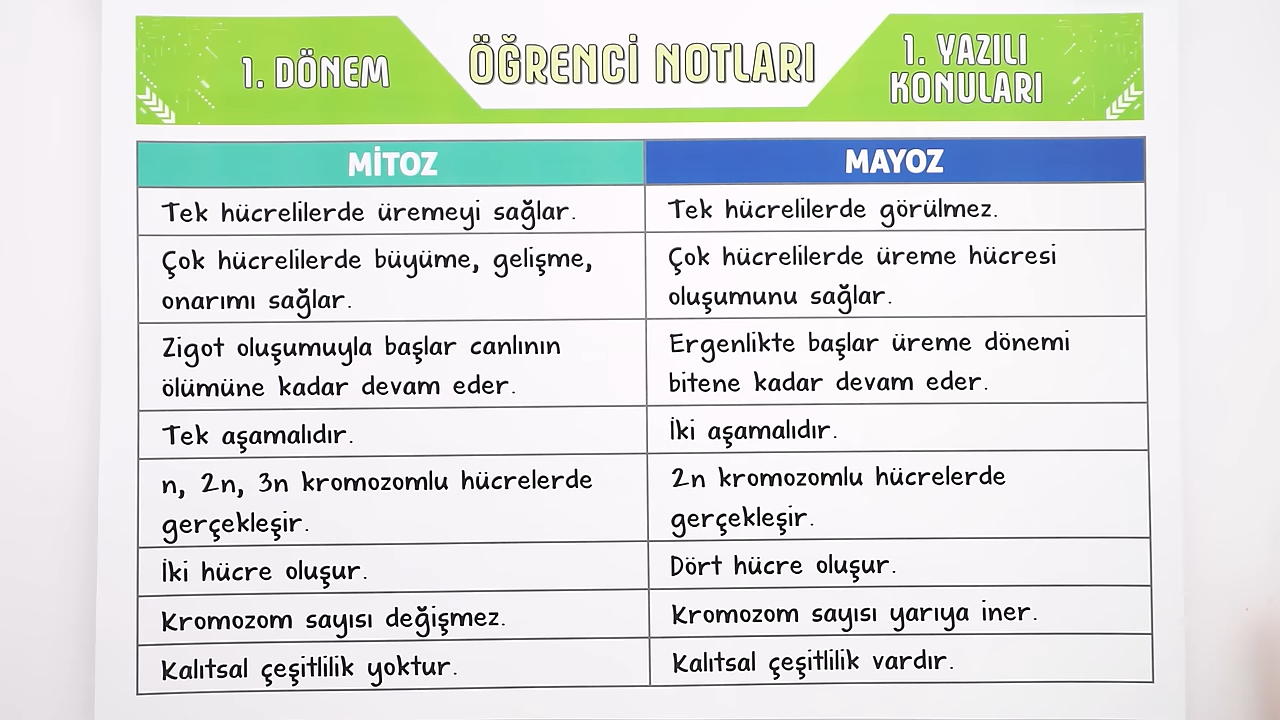 1. DÖNEM
ÖĞRENCİ NOTLARI
1. YAZILI
KONULARI
MİTOZ
MAYOZ
Tek hücrelilerde üremeyi sağlar.
Tek hücrelilerde görülmez.
Çok hücrelilerde büyüme, gelişme,
onarımı sağlar.
Çok hücrelilerde üreme hücresi
oluşumunu sağlar.
Zigot oluşumuyla başlar canlının
ölümüne kadar devam eder.
Ergenlikte başlar üreme dönemi
bitene kadar devam eder.
Tek aşamalıdır.
İki aşamalıdır.
n, 2n, 3n kromozomlu hücrelerde
gerçekleşir.
2n kromozomlu hücrelerde
gerçekleşir.
İki hücre oluşur.
Dört hücre oluşur.
Kromozom sayısı değişmez.
Kromozom sayısı yarıya iner.
Kalıtsal çeşitlilik yoktur.
Kalıtsal çeşitlilik vardır.